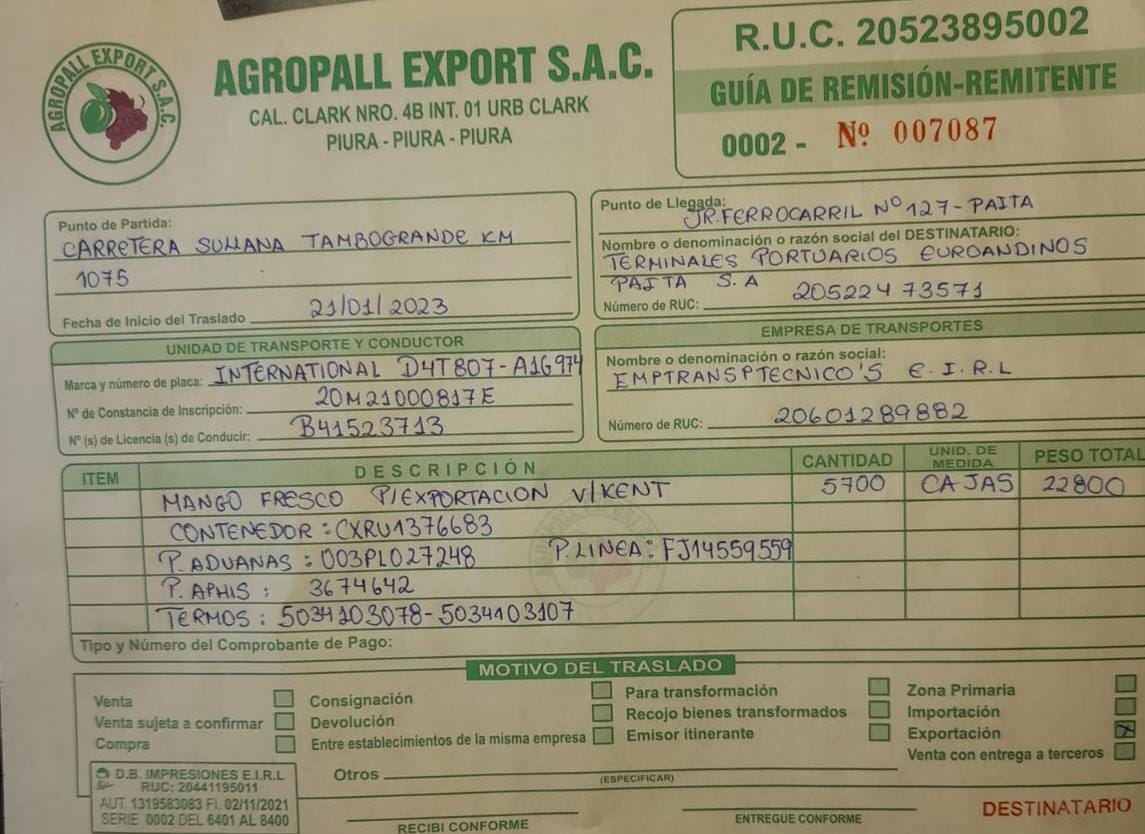 AGROPALL EXPORT S.A.C.
AGROPALL EXPORT S.A.C.
CAL. CLARK NRO. 4B INT. 01 URB CLARK
PIURA - PIURA - PIURA
R.U.C. 20523895002
GUÍA DE REMISIÓN-REMITENTE
0002 - Nº 007087
Punto de Partida:
CARRETERA SULLANA TAMBOGRANDE KM
1075
Fecha de Inicio del Traslado 21/01/2023
Punto de Llegada: JR. FERROCARRIL Nº 127 - PAITA
Nombre o denominación o razón social del DESTINATARIO:
TERMINALES PORTUARIOS EUROANDINOS
PAITA S.A
Número de RUC: 20522473571
UNIDAD DE TRANSPORTE Y CONDUCTOR
Marca y número de placa: INTERNATIONAL D4T807-A1G974
Nº de Constancia de Inscripción: 20M21000817E
Nº (s) de Licencia (s) de Conducir: B41523713
EMPRESA DE TRANSPORTES
Nombre o denominación o razón social:
EMPTRANSPTECNICO'S E.I.R.L
Número de RUC: 20601289882
ITEM DESCRIPCIÓN CANTIDAD UNID. DE MEDIDA PESO TOTAL
MANGO FRESCO P/EXPORTACION V/KENT 5700 CAJAS 22800
CONTENEDOR : CXRU1376683
P. ADUANAS : 003PL027248 P. LINEA: FJ14559559
P. APHIS : 3674642
TERMOS : 5034103078-5034103107
Tipo y Número del Comprobante de Pago:
MOTIVO DEL TRASLADO
Venta Consignación Para transformación Zona Primaria
Venta sujeta a confirmar Devolución Recojo bienes transformados Importación
Compra Entre establecimientos de la misma empresa Emisor itinerante Exportación X
Venta con entrega a terceros
Otros
(ESPECIFICAR)
D.B. IMPRESIONES E.I.R.L
RUC: 20441195011
AUT. 1319583083 FI. 02/11/2021
SERIE 0002 DEL 6401 AL 8400
RECIBI CONFORME
ENTREGUE CONFORME
DESTINATARIO